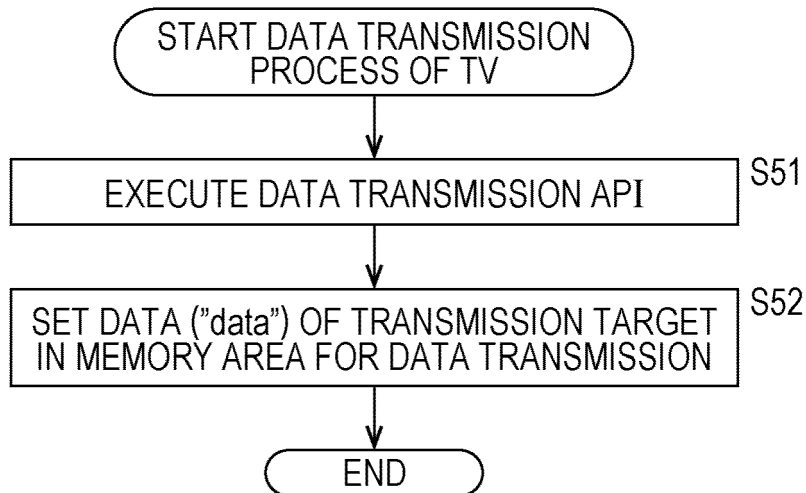 START DATA TRANSMISSION
PROCESS OF TV
EXECUTE DATA TRANSMISSION API
S51
SET DATA (”data”) OF TRANSMISSION TARGET
IN MEMORY AREA FOR DATA TRANSMISSION
S52
END